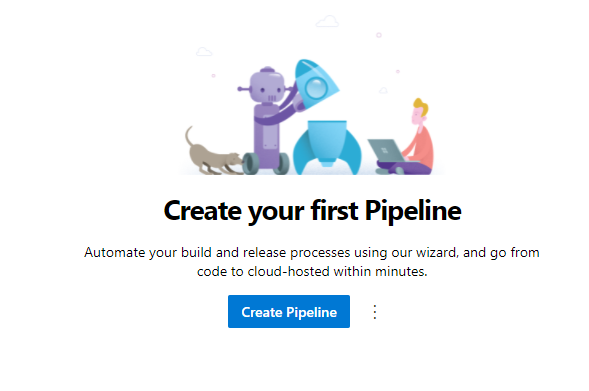 Create your first Pipeline
Automate your build and release processes using our wizard, and go from
code to cloud-hosted within minutes.
Create Pipeline